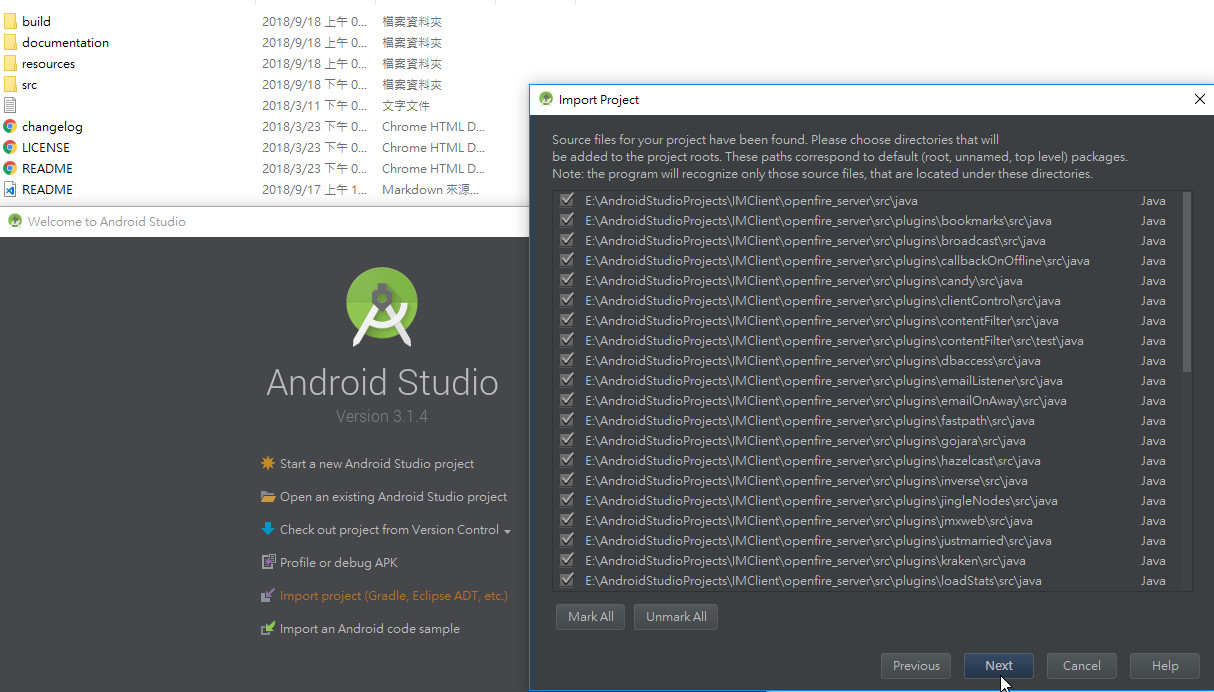 build 2018/9/18 上午 0... 檔案資料夾
documentation 2018/9/18 上午 0... 檔案資料夾
resources 2018/9/18 下午 0... 檔案資料夾
src 2018/9/18 下午 0... 檔案資料夾
2018/3/11 下午 0... 文字文件
changelog 2018/3/23 下午 0... Chrome HTML D...
LICENSE 2018/3/23 下午 0... Chrome HTML D...
README 2018/3/23 下午 0... Chrome HTML D...
README 2018/9/17 上午 1... Markdown 來源...
Welcome to Android Studio
Android Studio
Version 3.1.4
Start a new Android Studio project
Open an existing Android Studio project
Check out project from Version Control
Profile or debug APK
Import project (Gradle, Eclipse ADT, etc.)
Import an Android code sample
Import Project
Source files for your project have been found. Please choose directories that will
be added to the project roots. These paths correspond to default (root, unnamed, top level) packages.
Note: the program will recognize only those source files, that are located under these directories.
E:\AndroidStudioProjects\IMClient\openfire_server\src\java Java
E:\AndroidStudioProjects\IMClient\openfire_server\src\plugins\bookmarks\src\java Java
E:\AndroidStudioProjects\IMClient\openfire_server\src\plugins\broadcast\src\java Java
E:\AndroidStudioProjects\IMClient\openfire_server\src\plugins\callbackOnOffline\src\java Java
E:\AndroidStudioProjects\IMClient\openfire_server\src\plugins\candy\src\java Java
E:\AndroidStudioProjects\IMClient\openfire_server\src\plugins\clientControl\src\java Java
E:\AndroidStudioProjects\IMClient\openfire_server\src\plugins\contentFilter\src\java Java
E:\AndroidStudioProjects\IMClient\openfire_server\src\plugins\contentFilter\src\test\java Java
E:\AndroidStudioProjects\IMClient\openfire_server\src\plugins\dbaccess\src\java Java
E:\AndroidStudioProjects\IMClient\openfire_server\src\plugins\emailListener\src\java Java
E:\AndroidStudioProjects\IMClient\openfire_server\src\plugins\emailOnAway\src\java Java
E:\AndroidStudioProjects\IMClient\openfire_server\src\plugins\fastpath\src\java Java
E:\AndroidStudioProjects\IMClient\openfire_server\src\plugins\gojara\src\java Java
E:\AndroidStudioProjects\IMClient\openfire_server\src\plugins\hazelcast\src\java Java
E:\AndroidStudioProjects\IMClient\openfire_server\src\plugins\inverse\src\java Java
E:\AndroidStudioProjects\IMClient\openfire_server\src\plugins\jingleNodes\src\java Java
E:\AndroidStudioProjects\IMClient\openfire_server\src\plugins\jmxweb\src\java Java
E:\AndroidStudioProjects\IMClient\openfire_server\src\plugins\justmarried\src\java Java
E:\AndroidStudioProjects\IMClient\openfire_server\src\plugins\kraken\src\java Java
E:\AndroidStudioProjects\IMClient\openfire_server\src\plugins\loadStats\src\java Java
Mark All Unmark All
Previous Next Cancel Help